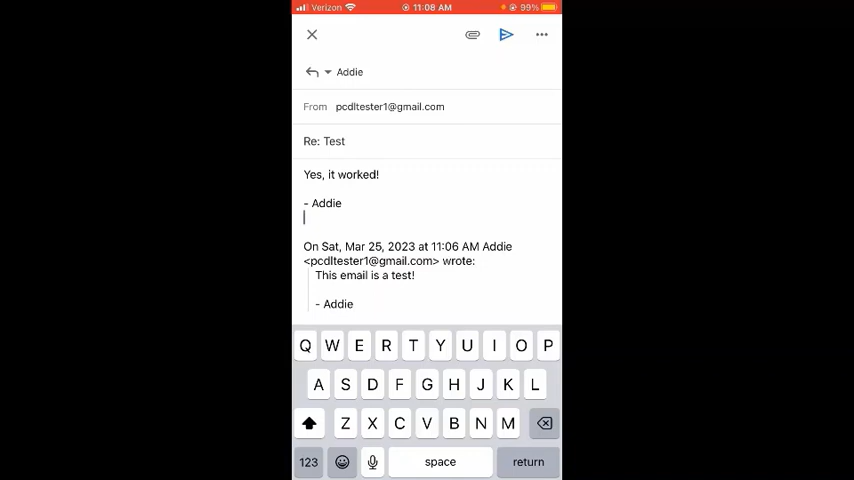 Verizon 11:08 AM 99%
Addie
From pcdltester1@gmail.com
Re: Test
Yes, it worked!
- Addie
On Sat, Mar 25, 2023 at 11:06 AM Addie
<pcdltester1@gmail.com> wrote:
This email is a test!
- Addie
Q W E R T Y U I O P
A S D F G H J K L
Z X C V B N M
123 space return